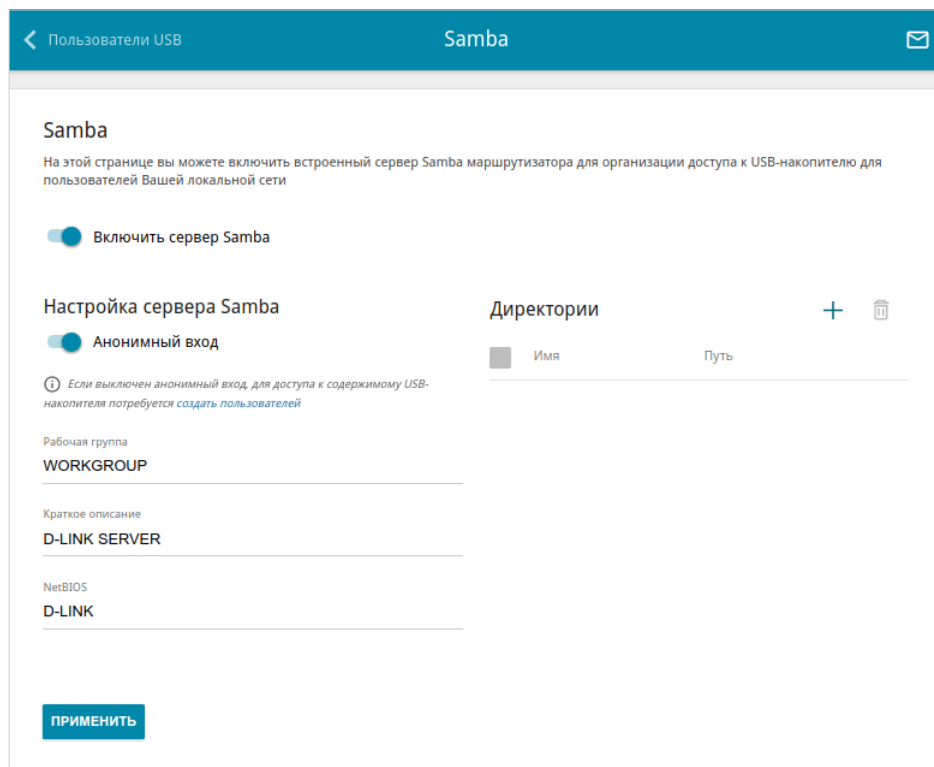 Пользователи USB
Samba
Samba
На этой странице вы можете включить встроенный сервер Samba маршрутизатора для организации доступа к USB-накопителю для
пользователей Вашей локальной сети
Включить сервер Samba
Настройка сервера Samba
Анонимный вход
Если выключен анонимный вход, для доступа к содержимому USB-
накопителя потребуется создать пользователей
Рабочая группа
WORKGROUP
Краткое описание
D-LINK SERVER
NetBIOS
D-LINK
ПРИМЕНИТЬ
Директории
Имя
Путь